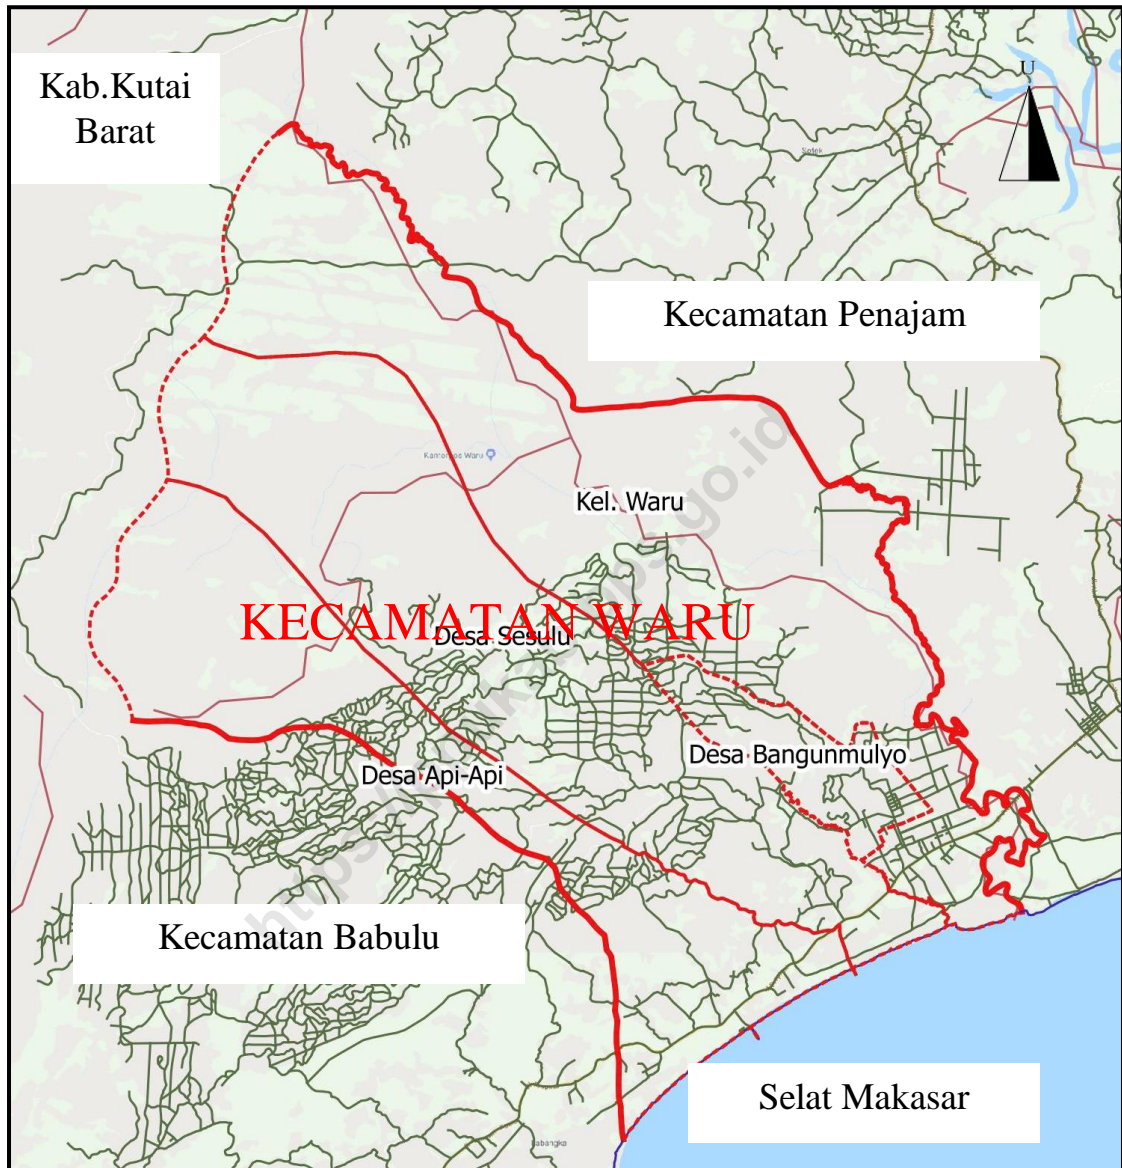 Kab.Kutai
Barat
U
Sotek
Kecamatan Penajam
Kel. Waru
KECAMATAN WARU
Desa Sesulu
Desa Bangunmulyo
Desa Api-Api
Kecamatan Babulu
Selat Makasar